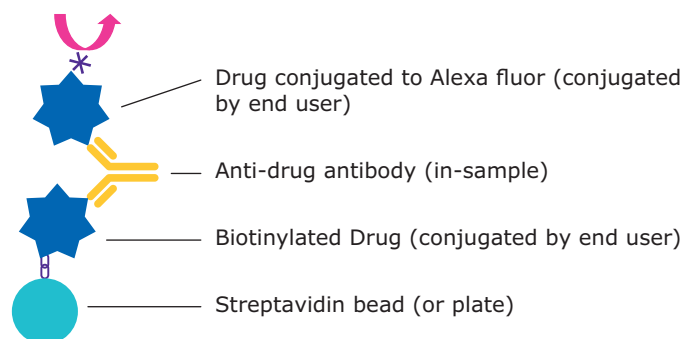 Drug conjugated to Alexa fluor (conjugated
by end user)
Anti-drug antibody (in-sample)
Biotinylated Drug (conjugated by end user)
Streptavidin bead (or plate)